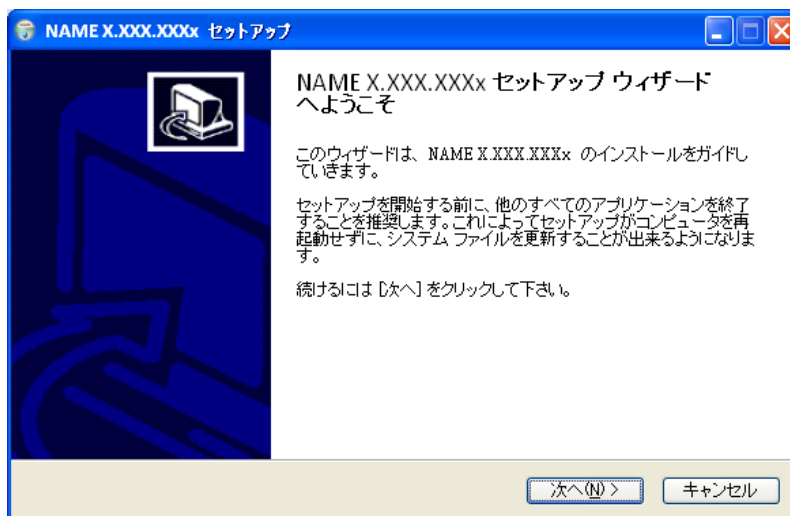 NAME X.XXX.XXXx セットアップ
NAME X.XXX.XXXx セットアップ ウィザード
へようこそ
このウィザードは、NAME X.XXX.XXXx のインストールをガイドし
ていきます。
セットアップを開始する前に、他のすべてのアプリケーションを終了
することを推奨します。これによってセットアップがコンピュータを再
起動せずに、システム ファイルを更新することが出来るようになりま
す。
続けるには [次へ] をクリックして下さい。
次へ(N) >
キャンセル